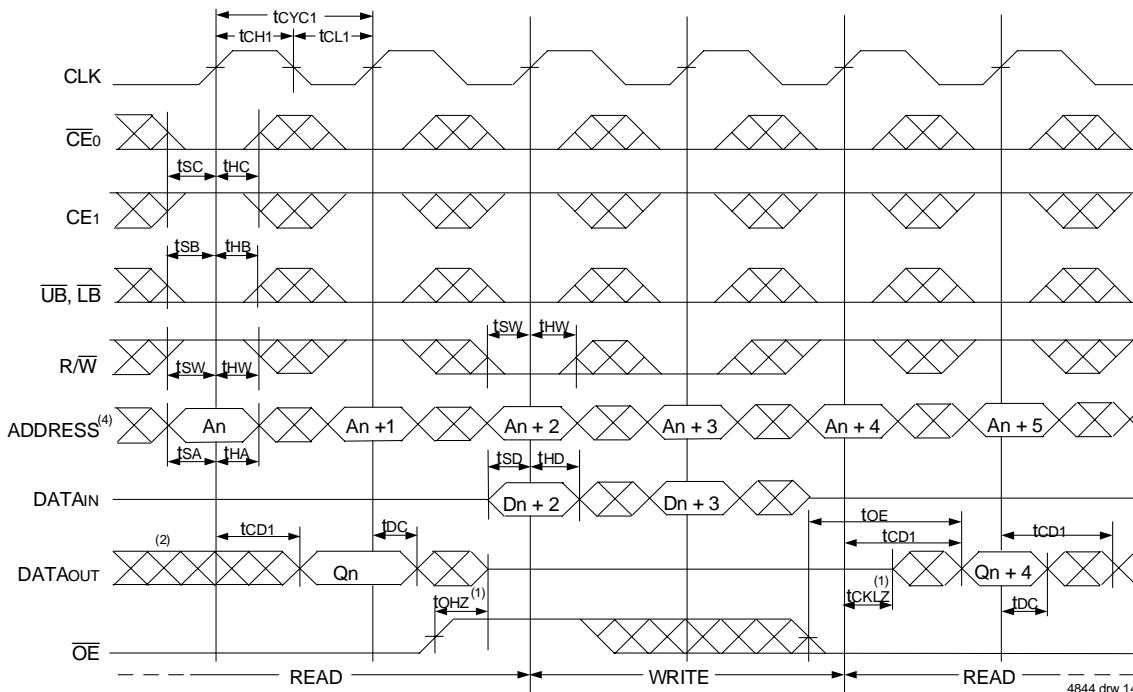 tCYC1
tCH1 tCL1
CLK
CE0
tSC tHC
CE1
tSB tHB
UB, LB
tSW tHW
R/W
tSW tHW
ADDRESS(4) An An +1 An + 2 An + 3 An + 4 An + 5
tSA tHA tSD tHD
DATAIN Dn + 2 Dn + 3
tOE
tCD1 tDC tCD1 tCD1
(2)
DATAOUT Qn Qn + 4
tOHZ(1) tCKLZ(1) tDC
OE
READ WRITE READ
4844 drw 14